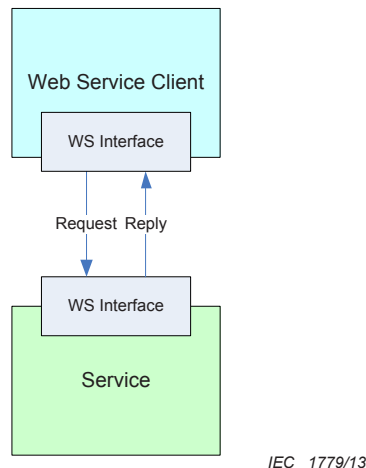 Web Service Client
WS Interface
Request Reply
WS Interface
Service
IEC 1779/13